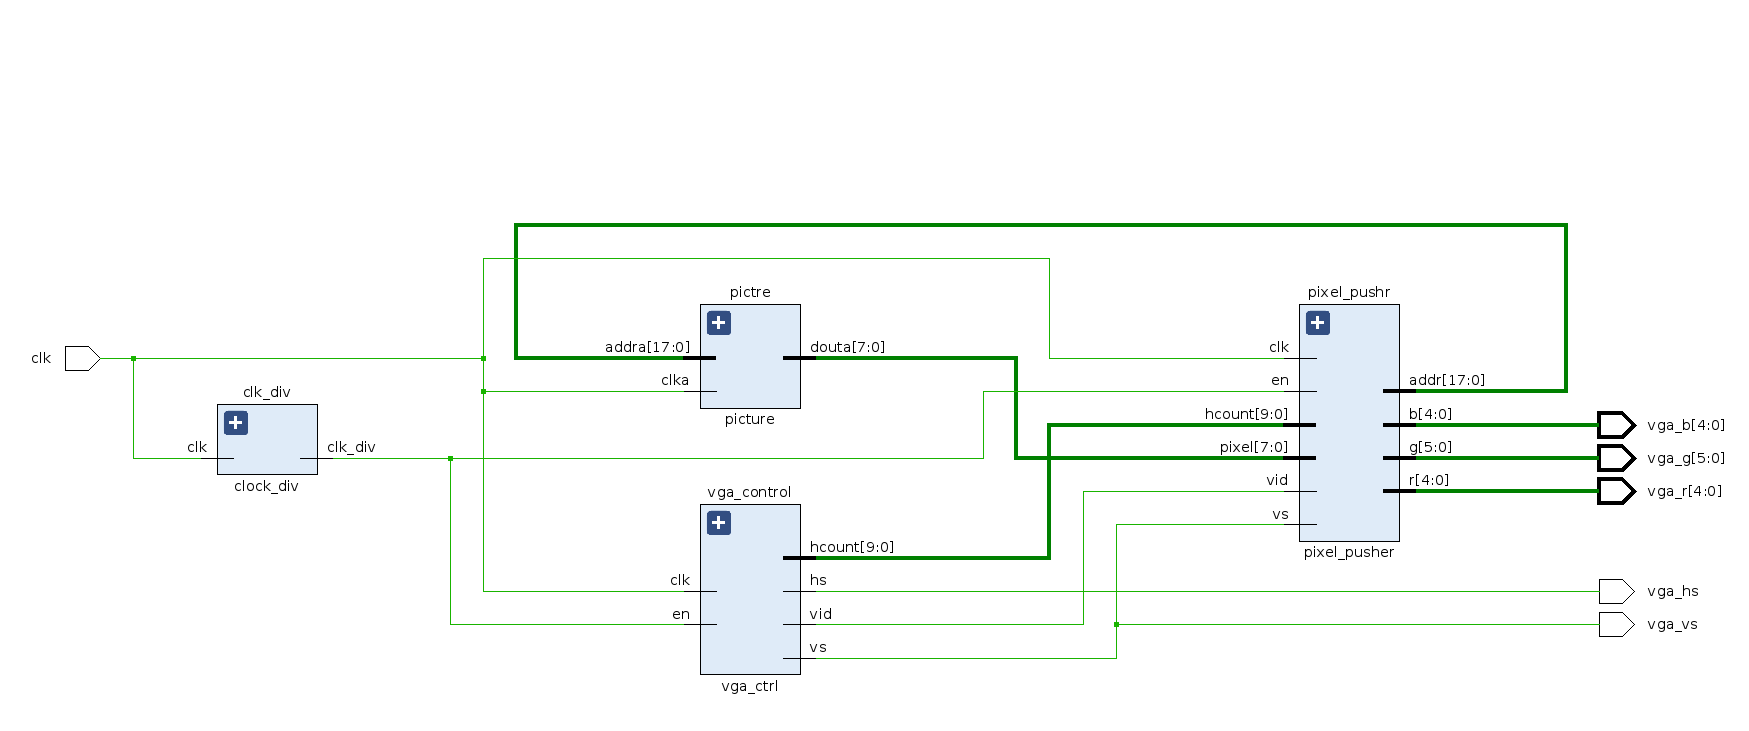 clk
clk_div
clk
clk_div
clock_div
pictre
addra[17:0]
douta[7:0]
clka
picture
vga_control
hcount[9:0]
clk
hs
en
vid
vs
vga_ctrl
pixel_pushr
clk
en
addr[17:0]
hcount[9:0]
b[4:0]
pixel[7:0]
g[5:0]
vid
r[4:0]
vs
pixel_pusher
vga_b[4:0]
vga_g[5:0]
vga_r[4:0]
vga_hs
vga_vs